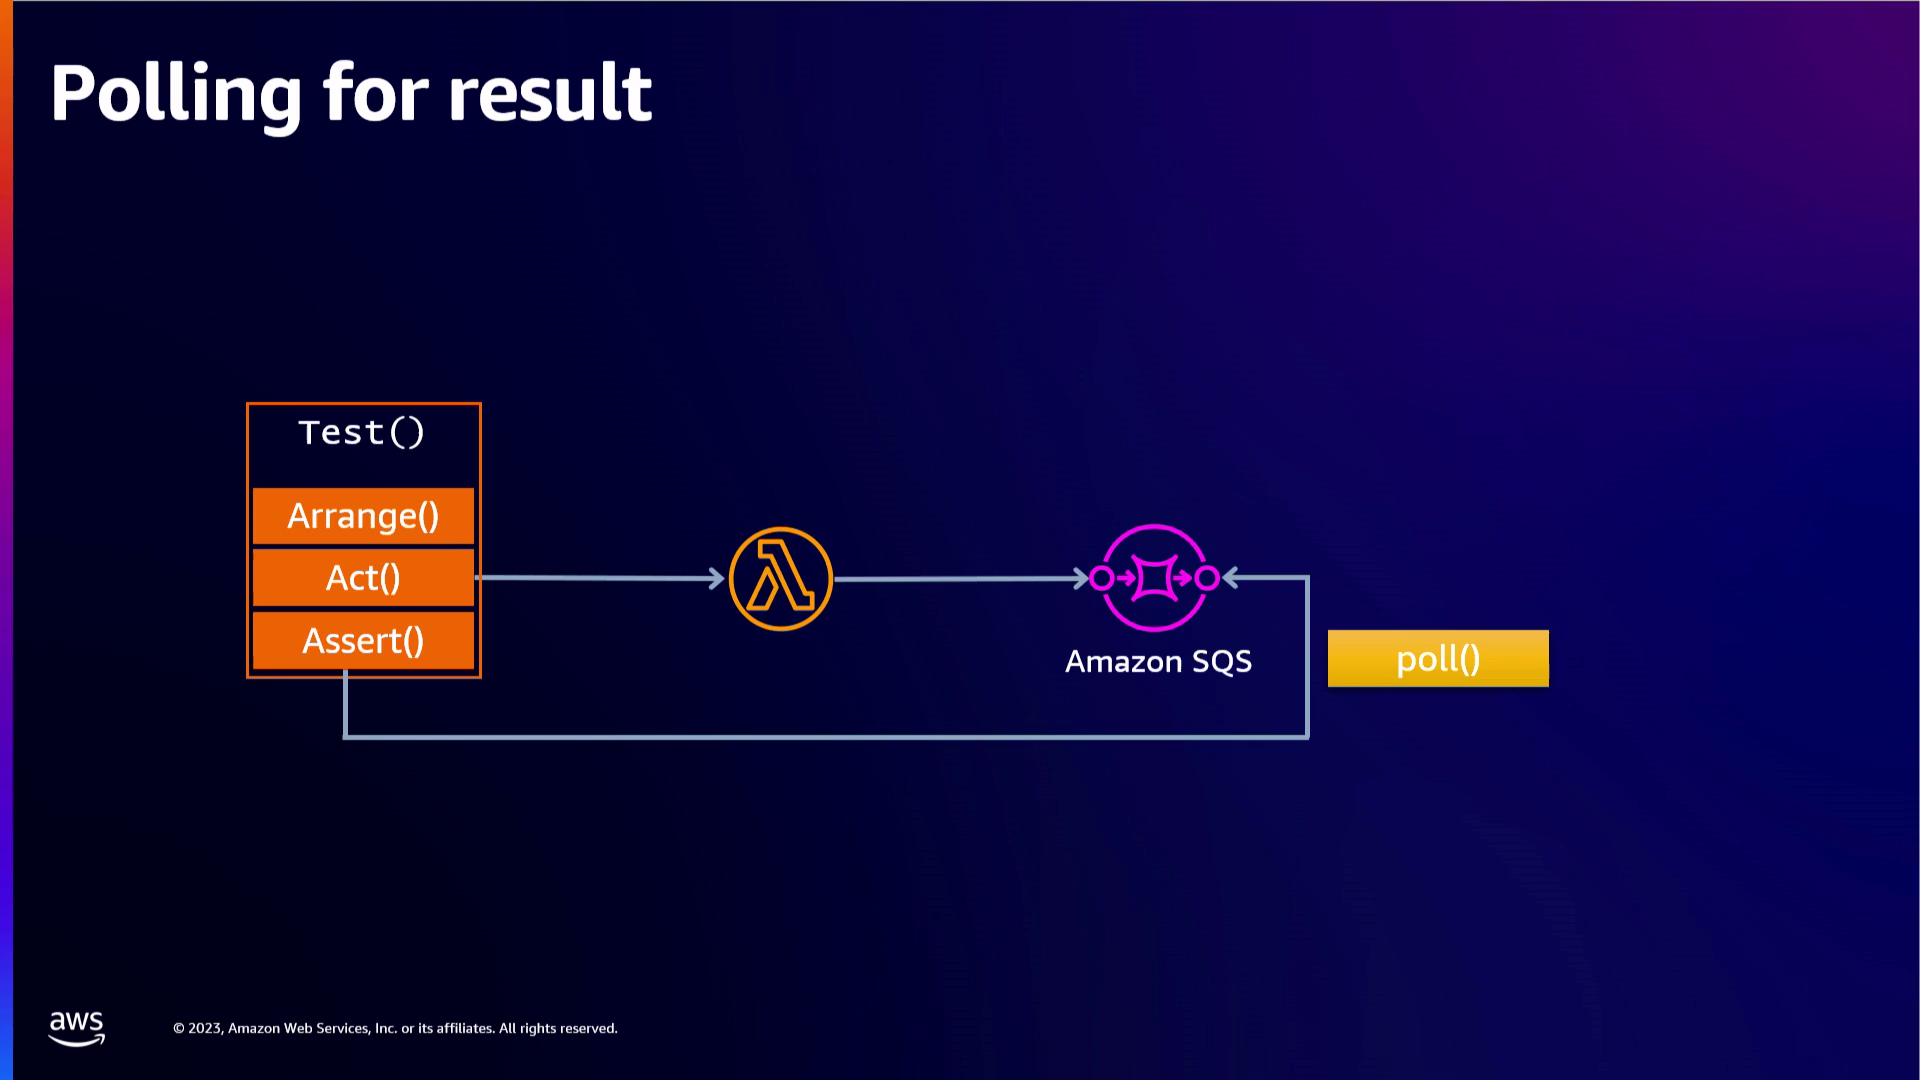 Polling for result
Test()
Arrange()
Act()
Assert()
Amazon SQS
poll()
aws
© 2023, Amazon Web Services, Inc. or its affiliates. All rights reserved.